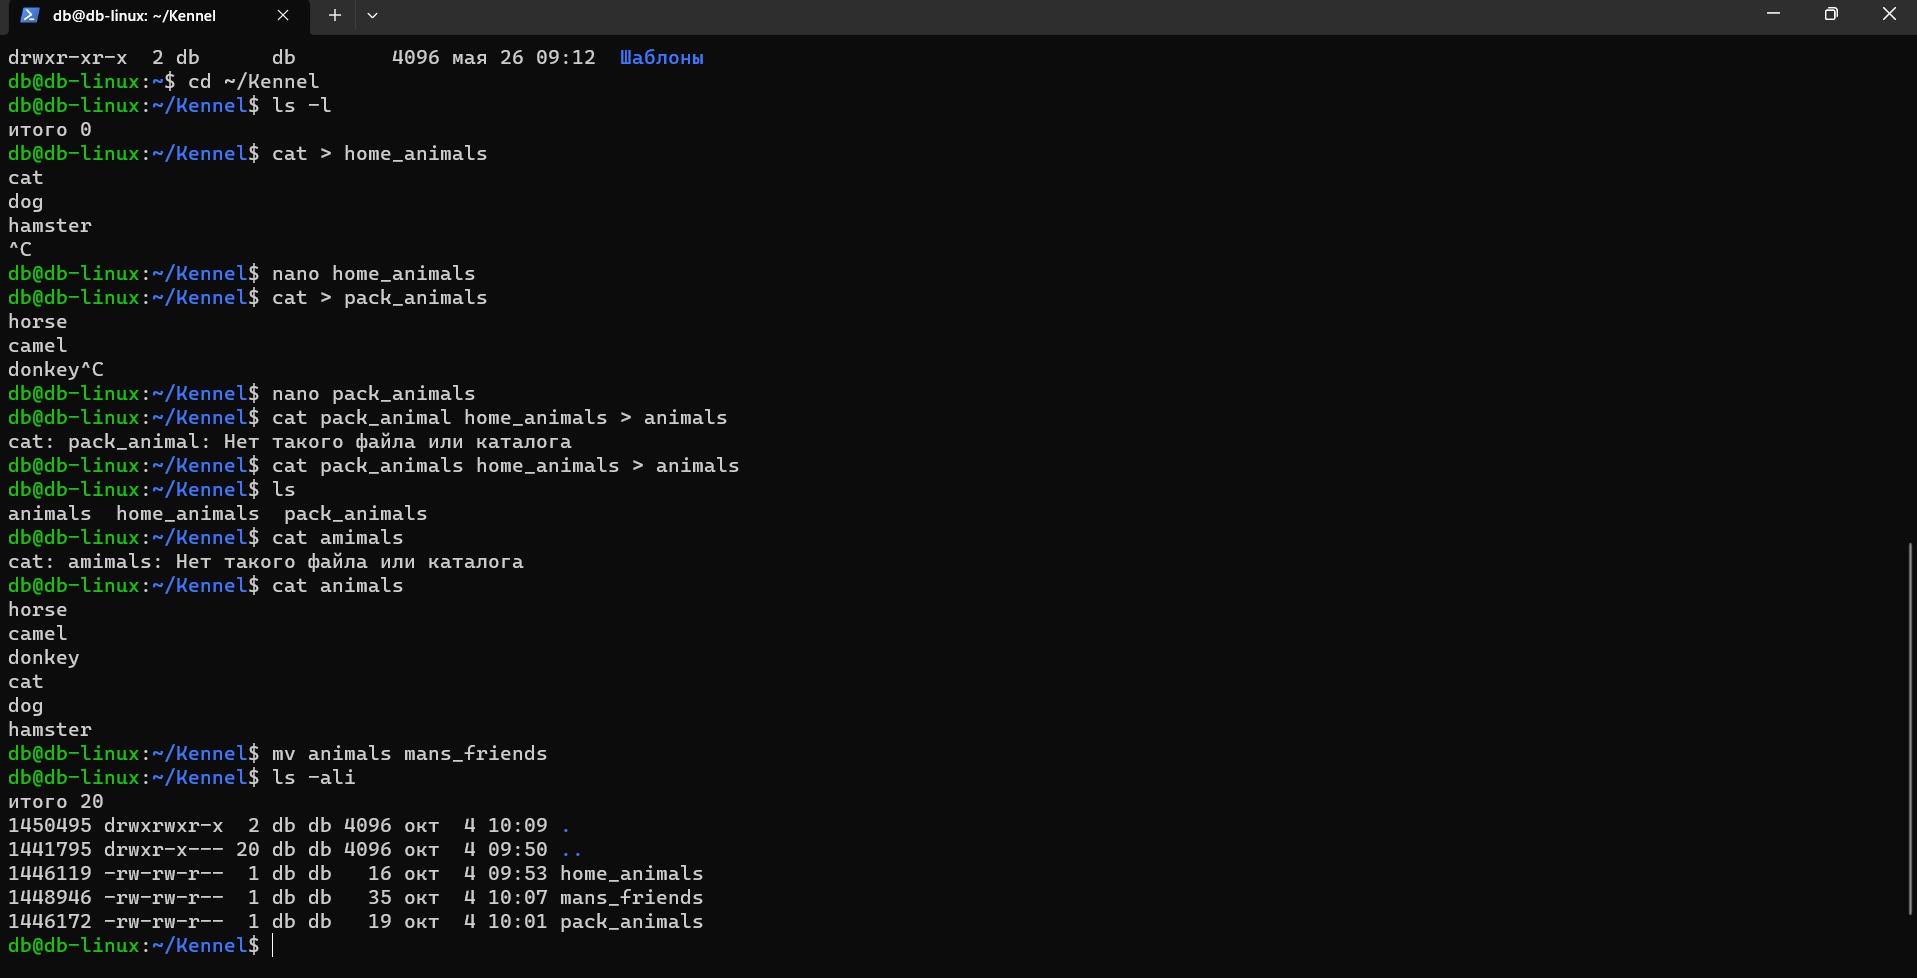 db@db-linux: ~/Kennel
drwxr-xr-x  2 db      db        4096 мая 26 09:12  Шаблоны
db@db-linux:~$ cd ~/Kennel
db@db-linux:~/Kennel$ ls -l
итого 0
db@db-linux:~/Kennel$ cat > home_animals
cat
dog
hamster
^C
db@db-linux:~/Kennel$ nano home_animals
db@db-linux:~/Kennel$ cat > pack_animals
horse
camel
donkey^C
db@db-linux:~/Kennel$ nano pack_animals
db@db-linux:~/Kennel$ cat pack_animal home_animals > animals
cat: pack_animal: Нет такого файла или каталога
db@db-linux:~/Kennel$ cat pack_animals home_animals > animals
db@db-linux:~/Kennel$ ls
animals  home_animals  pack_animals
db@db-linux:~/Kennel$ cat amimals
cat: amimals: Нет такого файла или каталога
db@db-linux:~/Kennel$ cat animals
horse
camel
donkey
cat
dog
hamster
db@db-linux:~/Kennel$ mv animals mans_friends
db@db-linux:~/Kennel$ ls -ali
итого 20
1450495 drwxrwxr-x  2 db db 4096 окт  4 10:09 .
1441795 drwxr-x--- 20 db db 4096 окт  4 09:50 ..
1446119 -rw-rw-r--  1 db db   16 окт  4 09:53 home_animals
1448946 -rw-rw-r--  1 db db   35 окт  4 10:07 mans_friends
1446172 -rw-rw-r--  1 db db   19 окт  4 10:01 pack_animals
db@db-linux:~/Kennel$